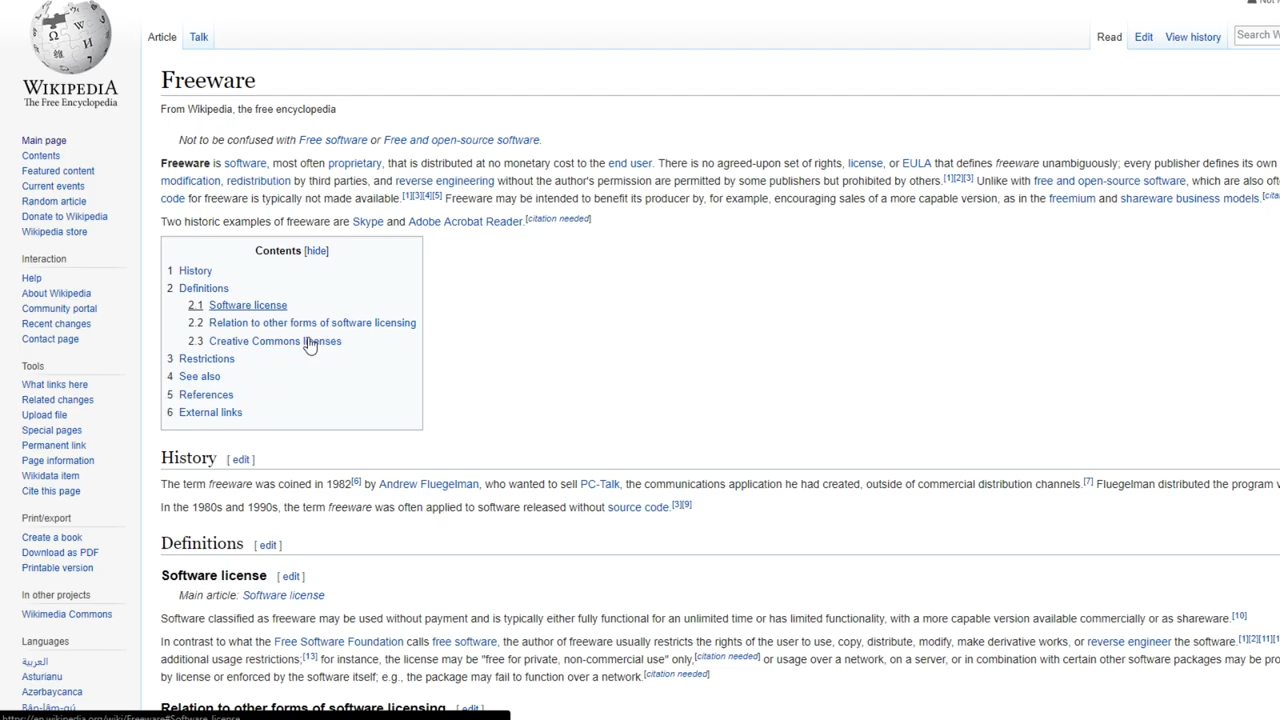 Article Talk Read Edit View history Search W
WIKIPEDIA
The Free Encyclopedia
Main page
Contents
Featured content
Current events
Random article
Donate to Wikipedia
Wikipedia store
Interaction
Help
About Wikipedia
Community portal
Recent changes
Contact page
Tools
What links here
Related changes
Upload file
Special pages
Permanent link
Page information
Wikidata item
Cite this page
Print/export
Create a book
Download as PDF
Printable version
In other projects
Wikimedia Commons
Languages
العربية
Asturianu
Azərbaycanca
Bân-lâm-gú
Freeware
From Wikipedia, the free encyclopedia
Not to be confused with Free software or Free and open-source software.
Freeware is software, most often proprietary, that is distributed at no monetary cost to the end user. There is no agreed-upon set of rights, license, or EULA that defines freeware unambiguously; every publisher defines its own
modification, redistribution by third parties, and reverse engineering without the author's permission are permitted by some publishers but prohibited by others.[1][2][3] Unlike with free and open-source software, which are also oft
code for freeware is typically not made available.[1][3][4][5] Freeware may be intended to benefit its producer by, for example, encouraging sales of a more capable version, as in the freemium and shareware business models.[cita
Two historic examples of freeware are Skype and Adobe Acrobat Reader.[citation needed]
Contents [hide]
1 History
2 Definitions
2.1 Software license
2.2 Relation to other forms of software licensing
2.3 Creative Commons licenses
3 Restrictions
4 See also
5 References
6 External links
History [ edit ]
The term freeware was coined in 1982[6] by Andrew Fluegelman, who wanted to sell PC-Talk, the communications application he had created, outside of commercial distribution channels.[7] Fluegelman distributed the program v
In the 1980s and 1990s, the term freeware was often applied to software released without source code.[3][9]
Definitions [ edit ]
Software license [ edit ]
Main article: Software license
Software classified as freeware may be used without payment and is typically either fully functional for an unlimited time or has limited functionality, with a more capable version available commercially or as shareware.[10]
In contrast to what the Free Software Foundation calls free software, the author of freeware usually restricts the rights of the user to use, copy, distribute, modify, make derivative works, or reverse engineer the software.[1][2][11][1
additional usage restrictions;[13] for instance, the license may be "free for private, non-commercial use" only,[citation needed] or usage over a network, on a server, or in combination with certain other software packages may be pro
by license or enforced by the software itself; e.g., the package may fail to function over a network.[citation needed]
Relation to other forms of software licensing [ edit ]
https://en.wikipedia.org/wiki/Freeware#Software_license